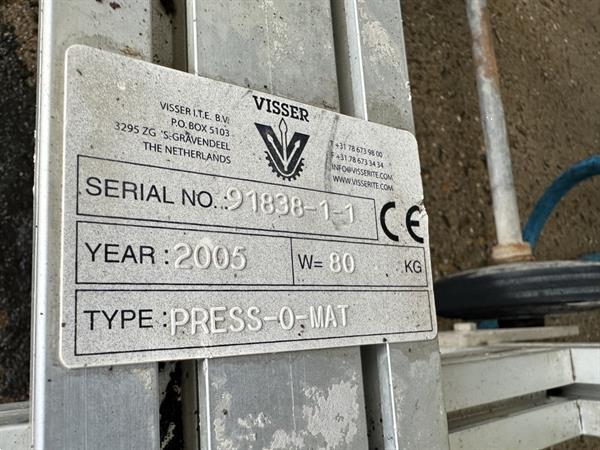 VISSER I.T.E. B.V.
P.O. BOX 5103
3295 ZG 'S-GRAVENDEEL
THE NETHERLANDS
VISSER
T +31 78 673 98 00
F +31 78 673 34 34
INFO@VISSERITE.COM
WWW.VISSERITE.COM
SERIAL NO.: 91838-1-1
CE
YEAR : 2005 W= 80 KG
TYPE : PRESS-O-MAT